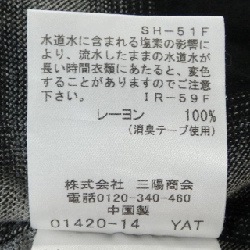 SH-51F
水道水に含まれる塩素の影響に
より、流水したままの水道水が
長い時間衣類にあたると、変色
することがありますのでご注意
下さい。 IR-59F
レーヨン 100%
(消臭テープ使用)
株式会社 三陽商会
電話0120-340-460
中国製
01420-14 YAT